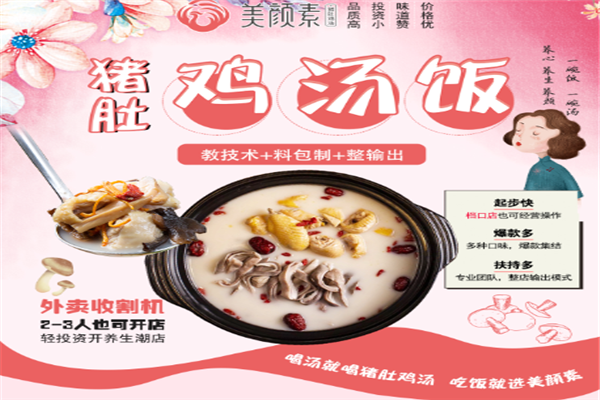 美颜素
品质高 投资小 味道赞 价格优
猪肚
鸡汤饭
一碗饭 一碗汤
养心养生养颜
教技术+料包制+整输出
起步快
档口店也可经营操作
爆款多
多种口味，爆款集结
扶持多
专业团队，整店输出模式
外卖收割机
2-3人也可开店
轻投资开养生潮店
喝汤就喝猪肚鸡汤 吃饭就选美颜素